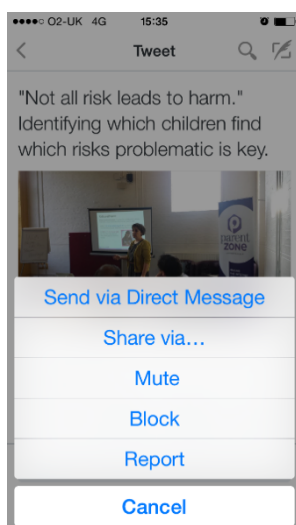 O2-UK 4G 15:35
Tweet
"Not all risk leads to harm."
Identifying which children find
which risks problematic is key.
parent
zone
Send via Direct Message
Share via...
Mute
Block
Report
Cancel